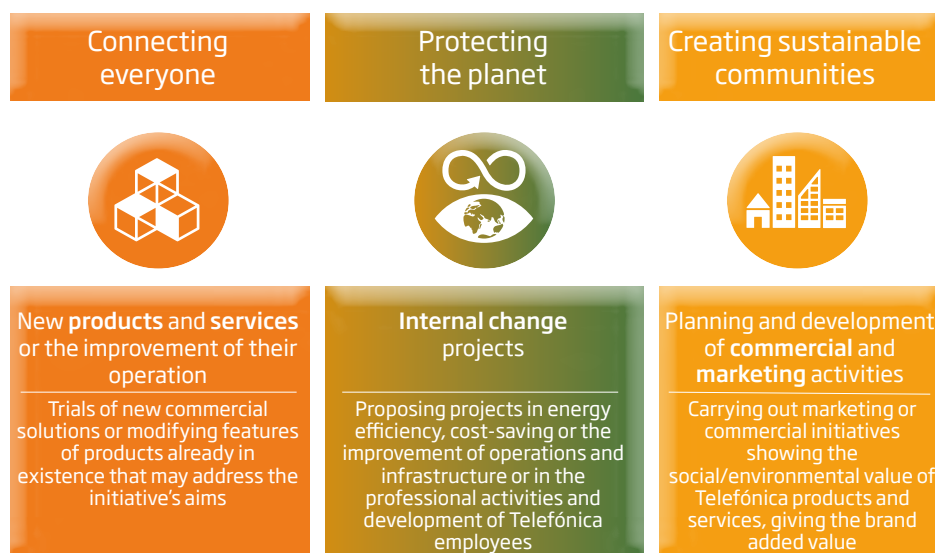 Connecting
everyone
Protecting
the planet
Creating sustainable
communities
New products and services
or the improvement of their
operation
Trials of new commercial
solutions or modifying features
of products already in
existence that may address the
initiative's aims
Internal change
projects
Proposing projects in energy
efficiency, cost-saving or the
improvement of operations and
infrastructure or in the
professional activities and
development of Telefónica
employees
Planning and development
of commercial and
marketing activities
Carrying out marketing or
commercial initiatives
showing the
social/environmental value of
Telefónica products and
services, giving the brand
added value